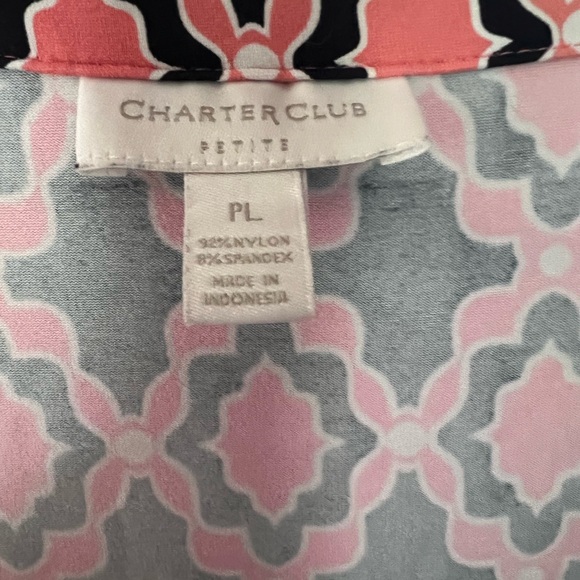 CHARTER CLUB
PETITE
PL
92% NYLON
8% SPANDEX
MADE IN
INDONESIA